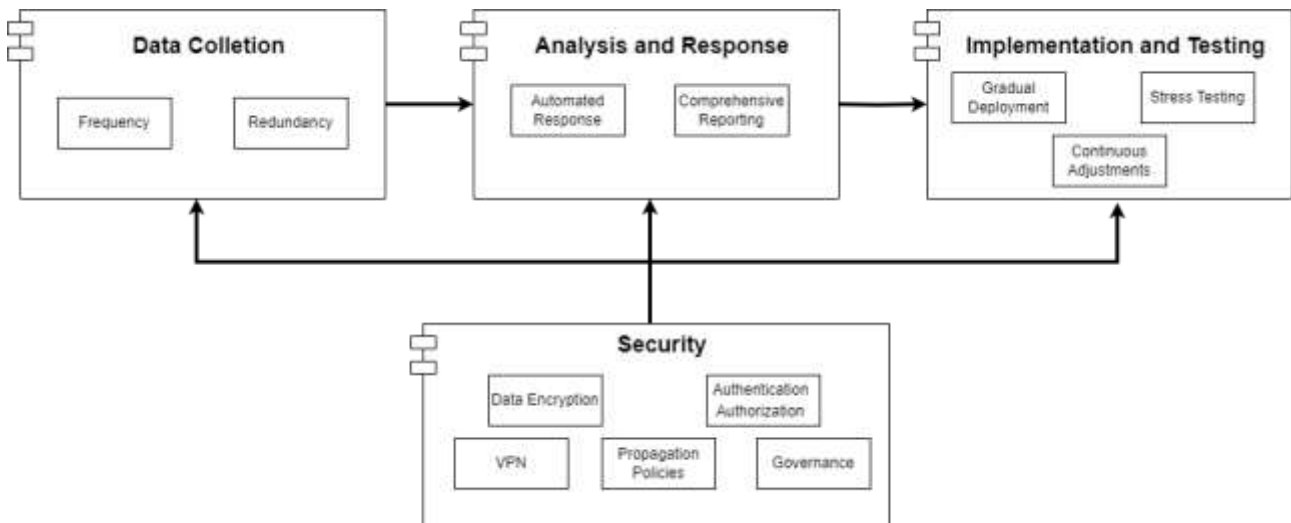 Data Colletion
Frequency
Redundancy
Analysis and Response
Automated
Response
Comprehensive
Reporting
Implementation and Testing
Gradual
Deployment
Stress Testing
Continuous
Adjustments
Security
Data Encryption
Authentication
Authorization
VPN
Propagation
Policies
Governance